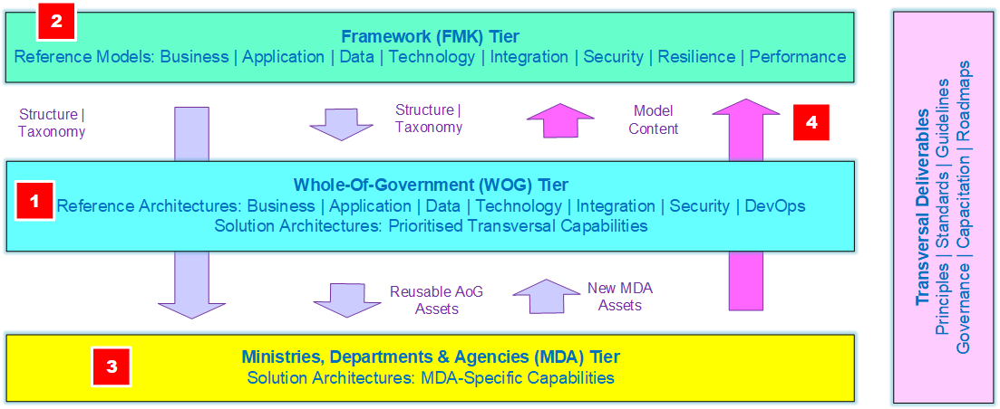 2
Framework (FMK) Tier
Reference Models: Business | Application | Data | Technology | Integration | Security | Resilience | Performance
Structure |
Taxonomy
Structure |
Taxonomy
Model
Content
4
1
Whole-Of-Government (WOG) Tier
Reference Architectures: Business | Application | Data | Technology | Integration | Security | DevOps
Solution Architectures: Prioritised Transversal Capabilities
Reusable AoG
Assets
New MDA
Assets
3
Ministries, Departments & Agencies (MDA) Tier
Solution Architectures: MDA-Specific Capabilities
Transversal Deliverables
Principles | Standards | Guidelines
Governance | Capacitation | Roadmaps